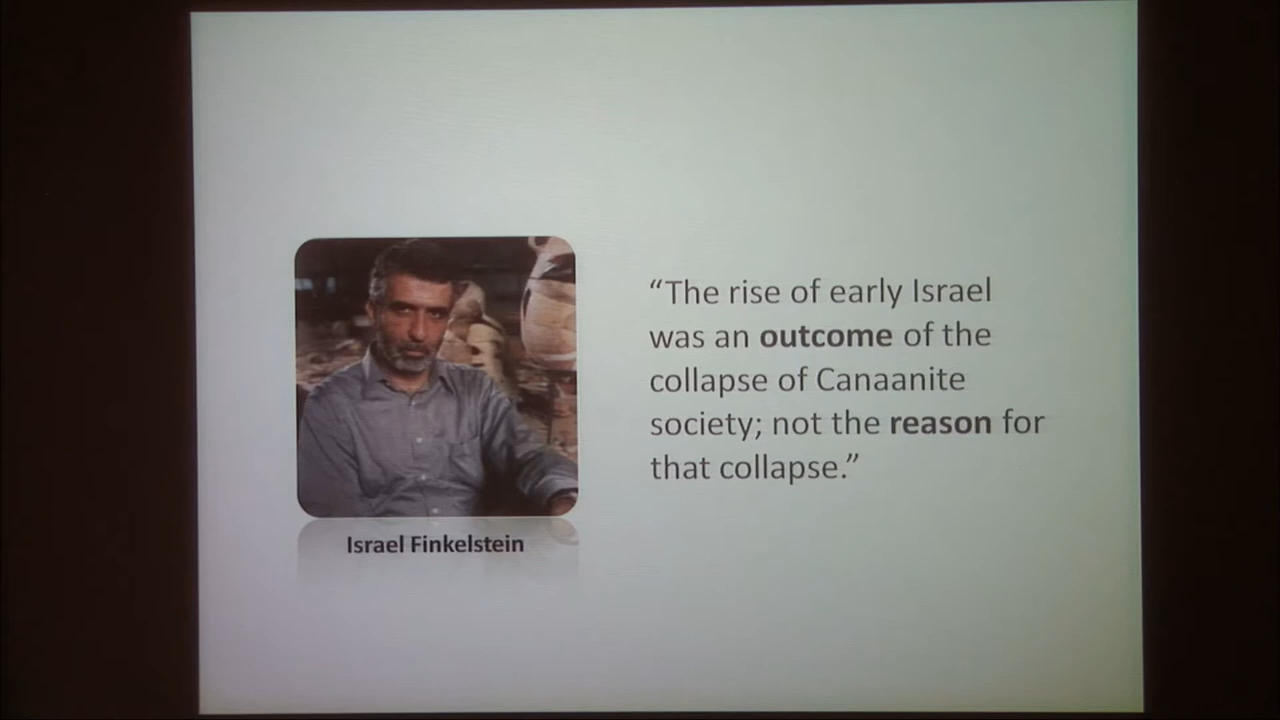 “The rise of early Israel
was an outcome of the
collapse of Canaanite
society; not the reason for
that collapse.”
Israel Finkelstein